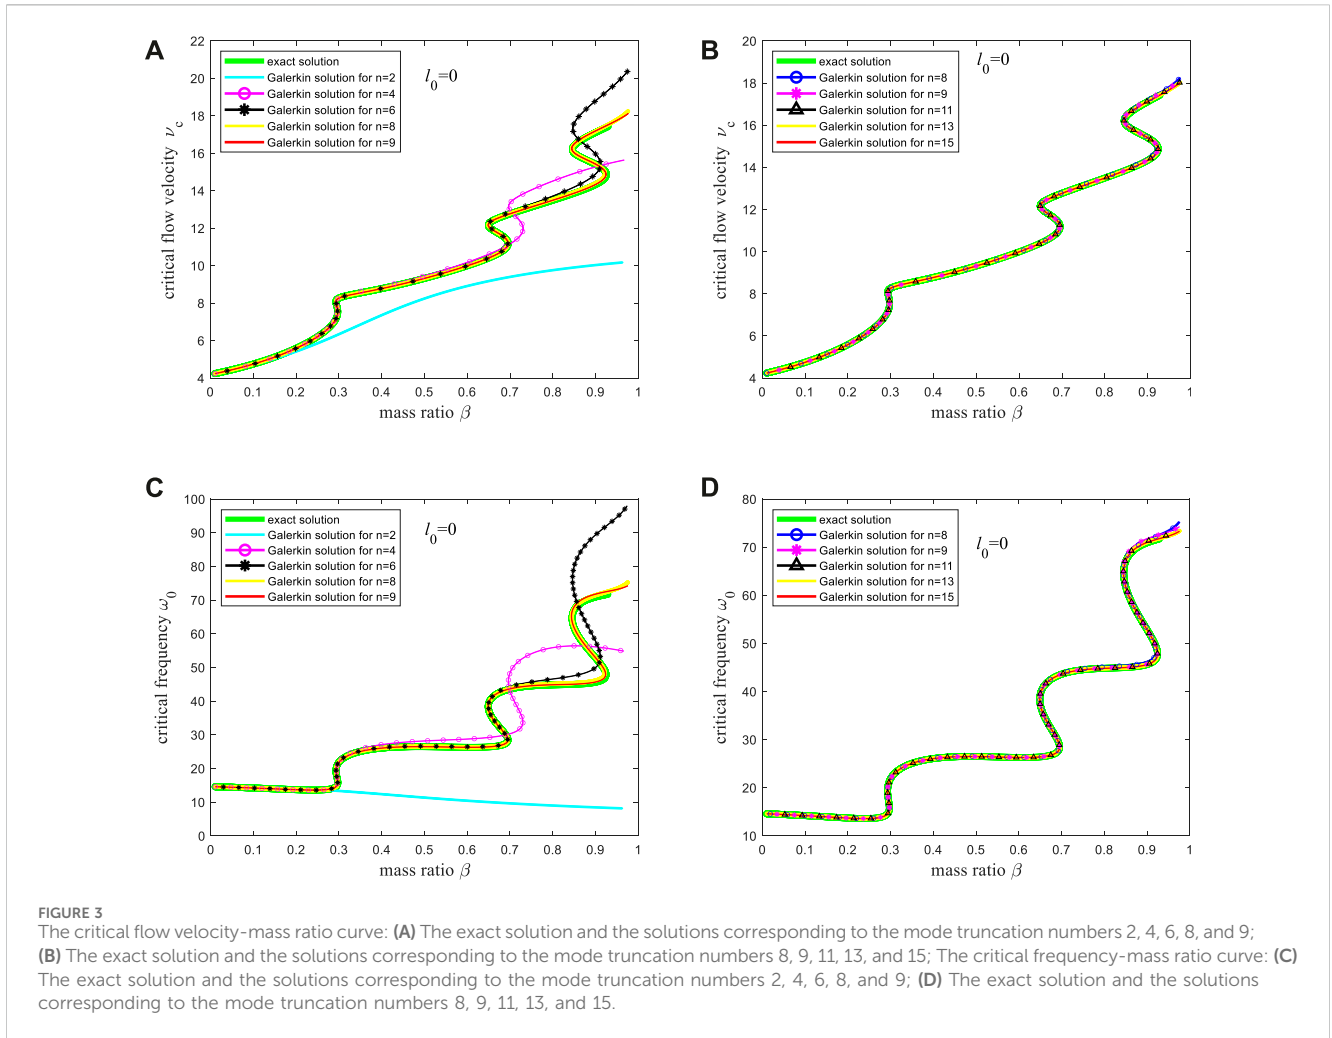 A
22
20
18
16
14
12
10
8
6
4
critical flow velocity νc
exact solution
Galerkin solution for n=2
Galerkin solution for n=4
Galerkin solution for n=6
Galerkin solution for n=8
Galerkin solution for n=9
l0=0
0 0.1 0.2 0.3 0.4 0.5 0.6 0.7 0.8 0.9 1
mass ratio β
B
20
18
16
14
12
10
8
6
4
critical flow velocity νc
exact solution
Galerkin solution for n=8
Galerkin solution for n=9
Galerkin solution for n=11
Galerkin solution for n=13
Galerkin solution for n=15
l0=0
0 0.1 0.2 0.3 0.4 0.5 0.6 0.7 0.8 0.9 1
mass ratio β
C
100
90
80
70
60
50
40
30
20
10
0
critical frequency ω0
exact solution
Galerkin solution for n=2
Galerkin solution for n=4
Galerkin solution for n=6
Galerkin solution for n=8
Galerkin solution for n=9
l0=0
0 0.1 0.2 0.3 0.4 0.5 0.6 0.7 0.8 0.9 1
mass ratio β
D
80
70
60
50
40
30
20
10
critical frequency ω0
exact solution
Galerkin solution for n=8
Galerkin solution for n=9
Galerkin solution for n=11
Galerkin solution for n=13
Galerkin solution for n=15
l0=0
0 0.1 0.2 0.3 0.4 0.5 0.6 0.7 0.8 0.9 1
mass ratio β
FIGURE 3
The critical flow velocity-mass ratio curve: (A) The exact solution and the solutions corresponding to the mode truncation numbers 2, 4, 6, 8, and 9;
(B) The exact solution and the solutions corresponding to the mode truncation numbers 8, 9, 11, 13, and 15; The critical frequency-mass ratio curve: (C)
The exact solution and the solutions corresponding to the mode truncation numbers 2, 4, 6, 8, and 9; (D) The exact solution and the solutions
corresponding to the mode truncation numbers 8, 9, 11, 13, and 15.